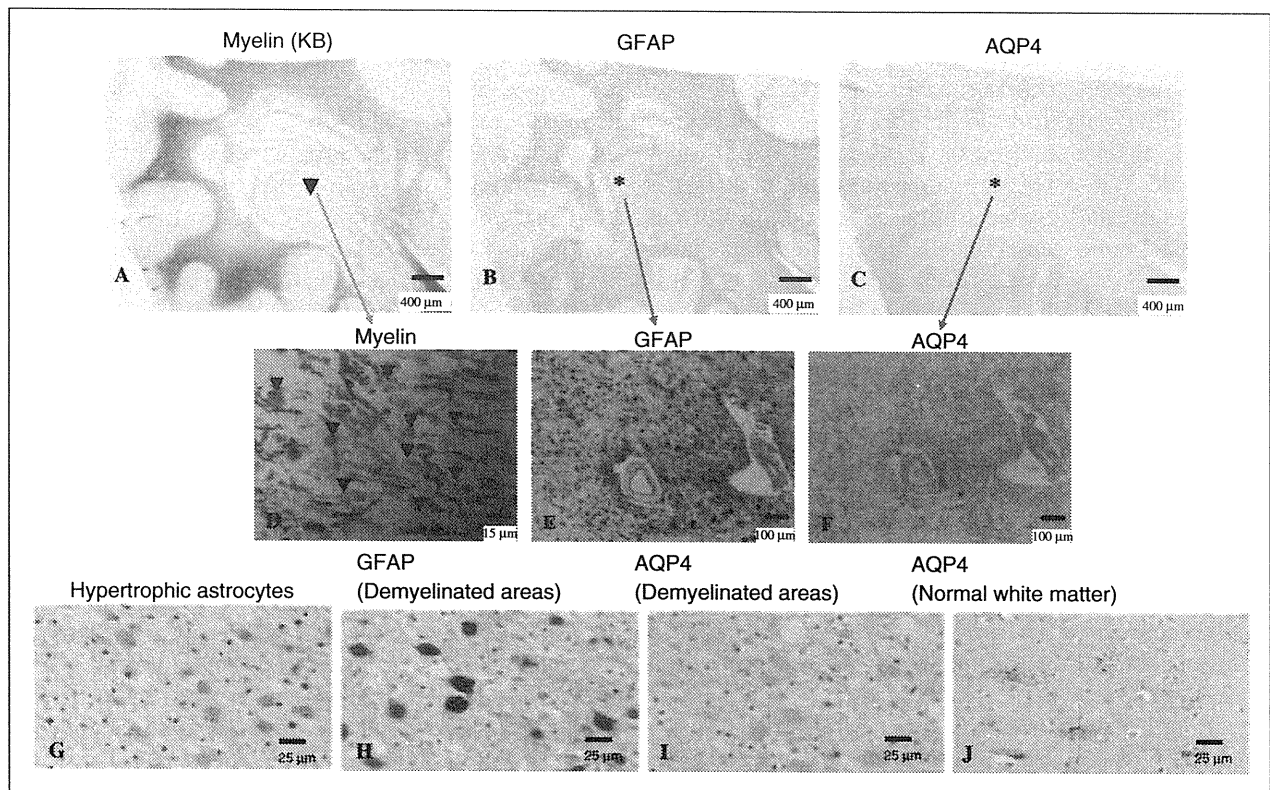 Myelin (KB)
GFAP
AQP4
A
400 µm
B
400 µm
C
400 µm
Myelin
GFAP
AQP4
D
15 µm
E
100 µm
F
100 µm
Hypertrophic astrocytes
GFAP
(Demyelinated areas)
AQP4
(Demyelinated areas)
AQP4
(Normal white matter)
G
25 µm
H
25 µm
I
25 µm
J
25 µm